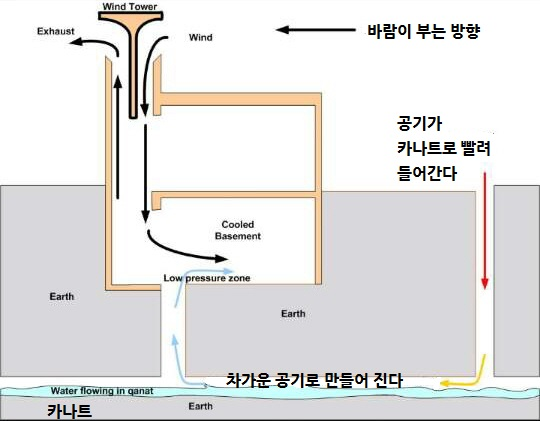 Wind Tower
Exhaust
Wind
바람이 부는 방향
공기가
카나트로 빨려
들어간다
Cooled
Basement
Low pressure zone
Earth
Earth
차가운 공기로 만들어 진다
Water flowing in qanat
카나트
Earth